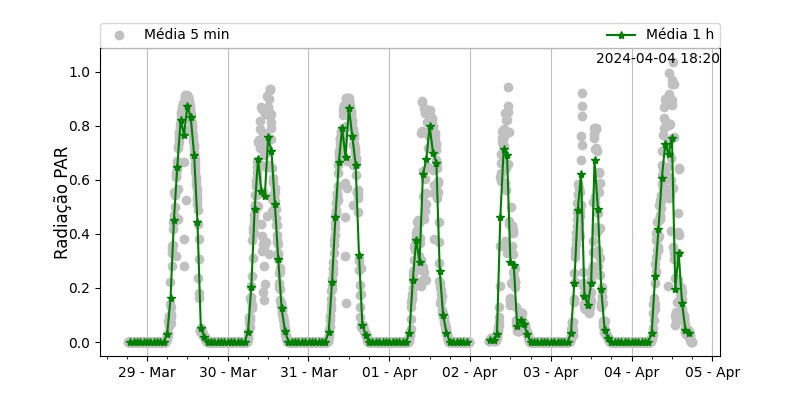 Média 5 min
Média 1 h
2024-04-04 18:20
1.0
0.8
0.6
0.4
0.2
0.0
Radiação PAR
29 - Mar
30 - Mar
31 - Mar
01 - Apr
02 - Apr
03 - Apr
04 - Apr
05 - Apr